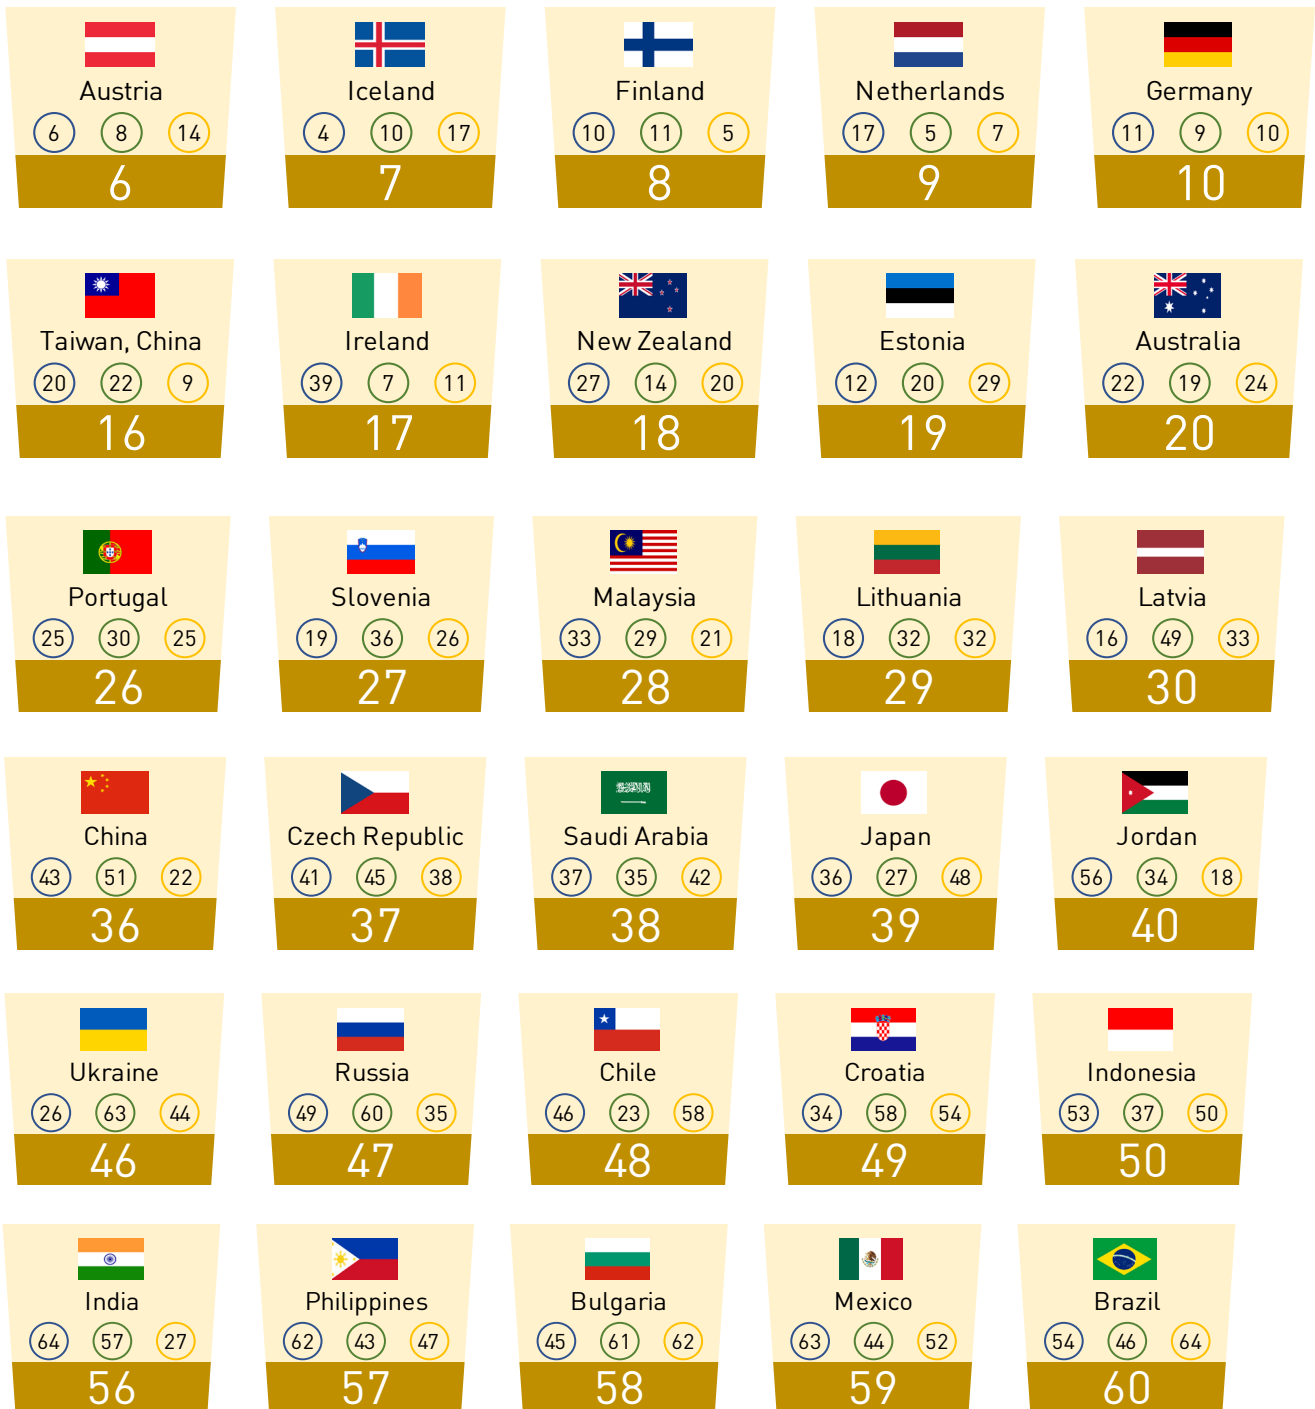 Austria Iceland Finland Netherlands Germany
6 8 14 4 10 17 10 11 5 17 5 7 11 9 10
6 7 8 9 10
Taiwan, China Ireland New Zealand Estonia Australia
20 22 9 39 7 11 27 14 20 12 20 29 22 19 24
16 17 18 19 20
Portugal Slovenia Malaysia Lithuania Latvia
25 30 25 19 36 26 33 29 21 18 32 32 16 49 33
26 27 28 29 30
China Czech Republic Saudi Arabia Japan Jordan
43 51 22 41 45 38 37 35 42 36 27 48 56 34 18
36 37 38 39 40
Ukraine Russia Chile Croatia Indonesia
26 63 44 49 60 35 46 23 58 34 58 54 53 37 50
46 47 48 49 50
India Philippines Bulgaria Mexico Brazil
64 57 27 62 43 47 45 61 62 63 44 52 54 46 64
56 57 58 59 60